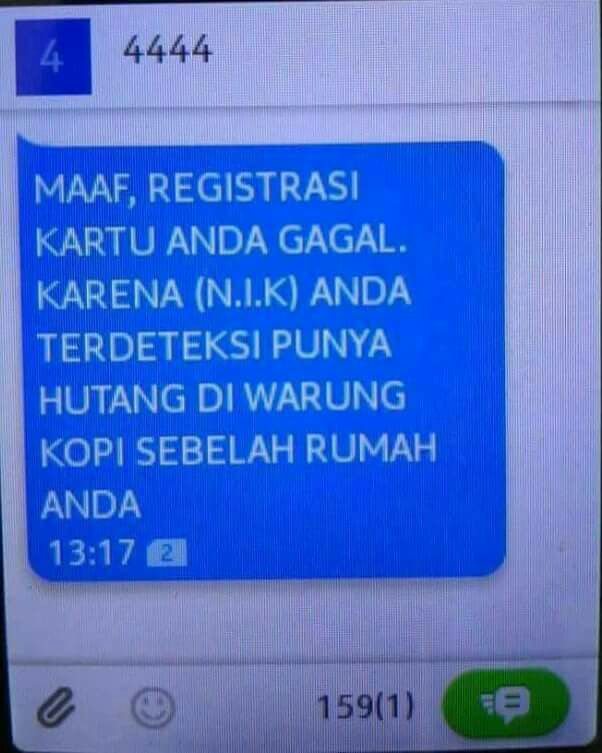 4
4444
MAAF, REGISTRASI
KARTU ANDA GAGAL.
KARENA (N.I.K) ANDA
TERDETEKSI PUNYA
HUTANG DI WARUNG
KOPI SEBELAH RUMAH
ANDA
13:17 2
159(1)